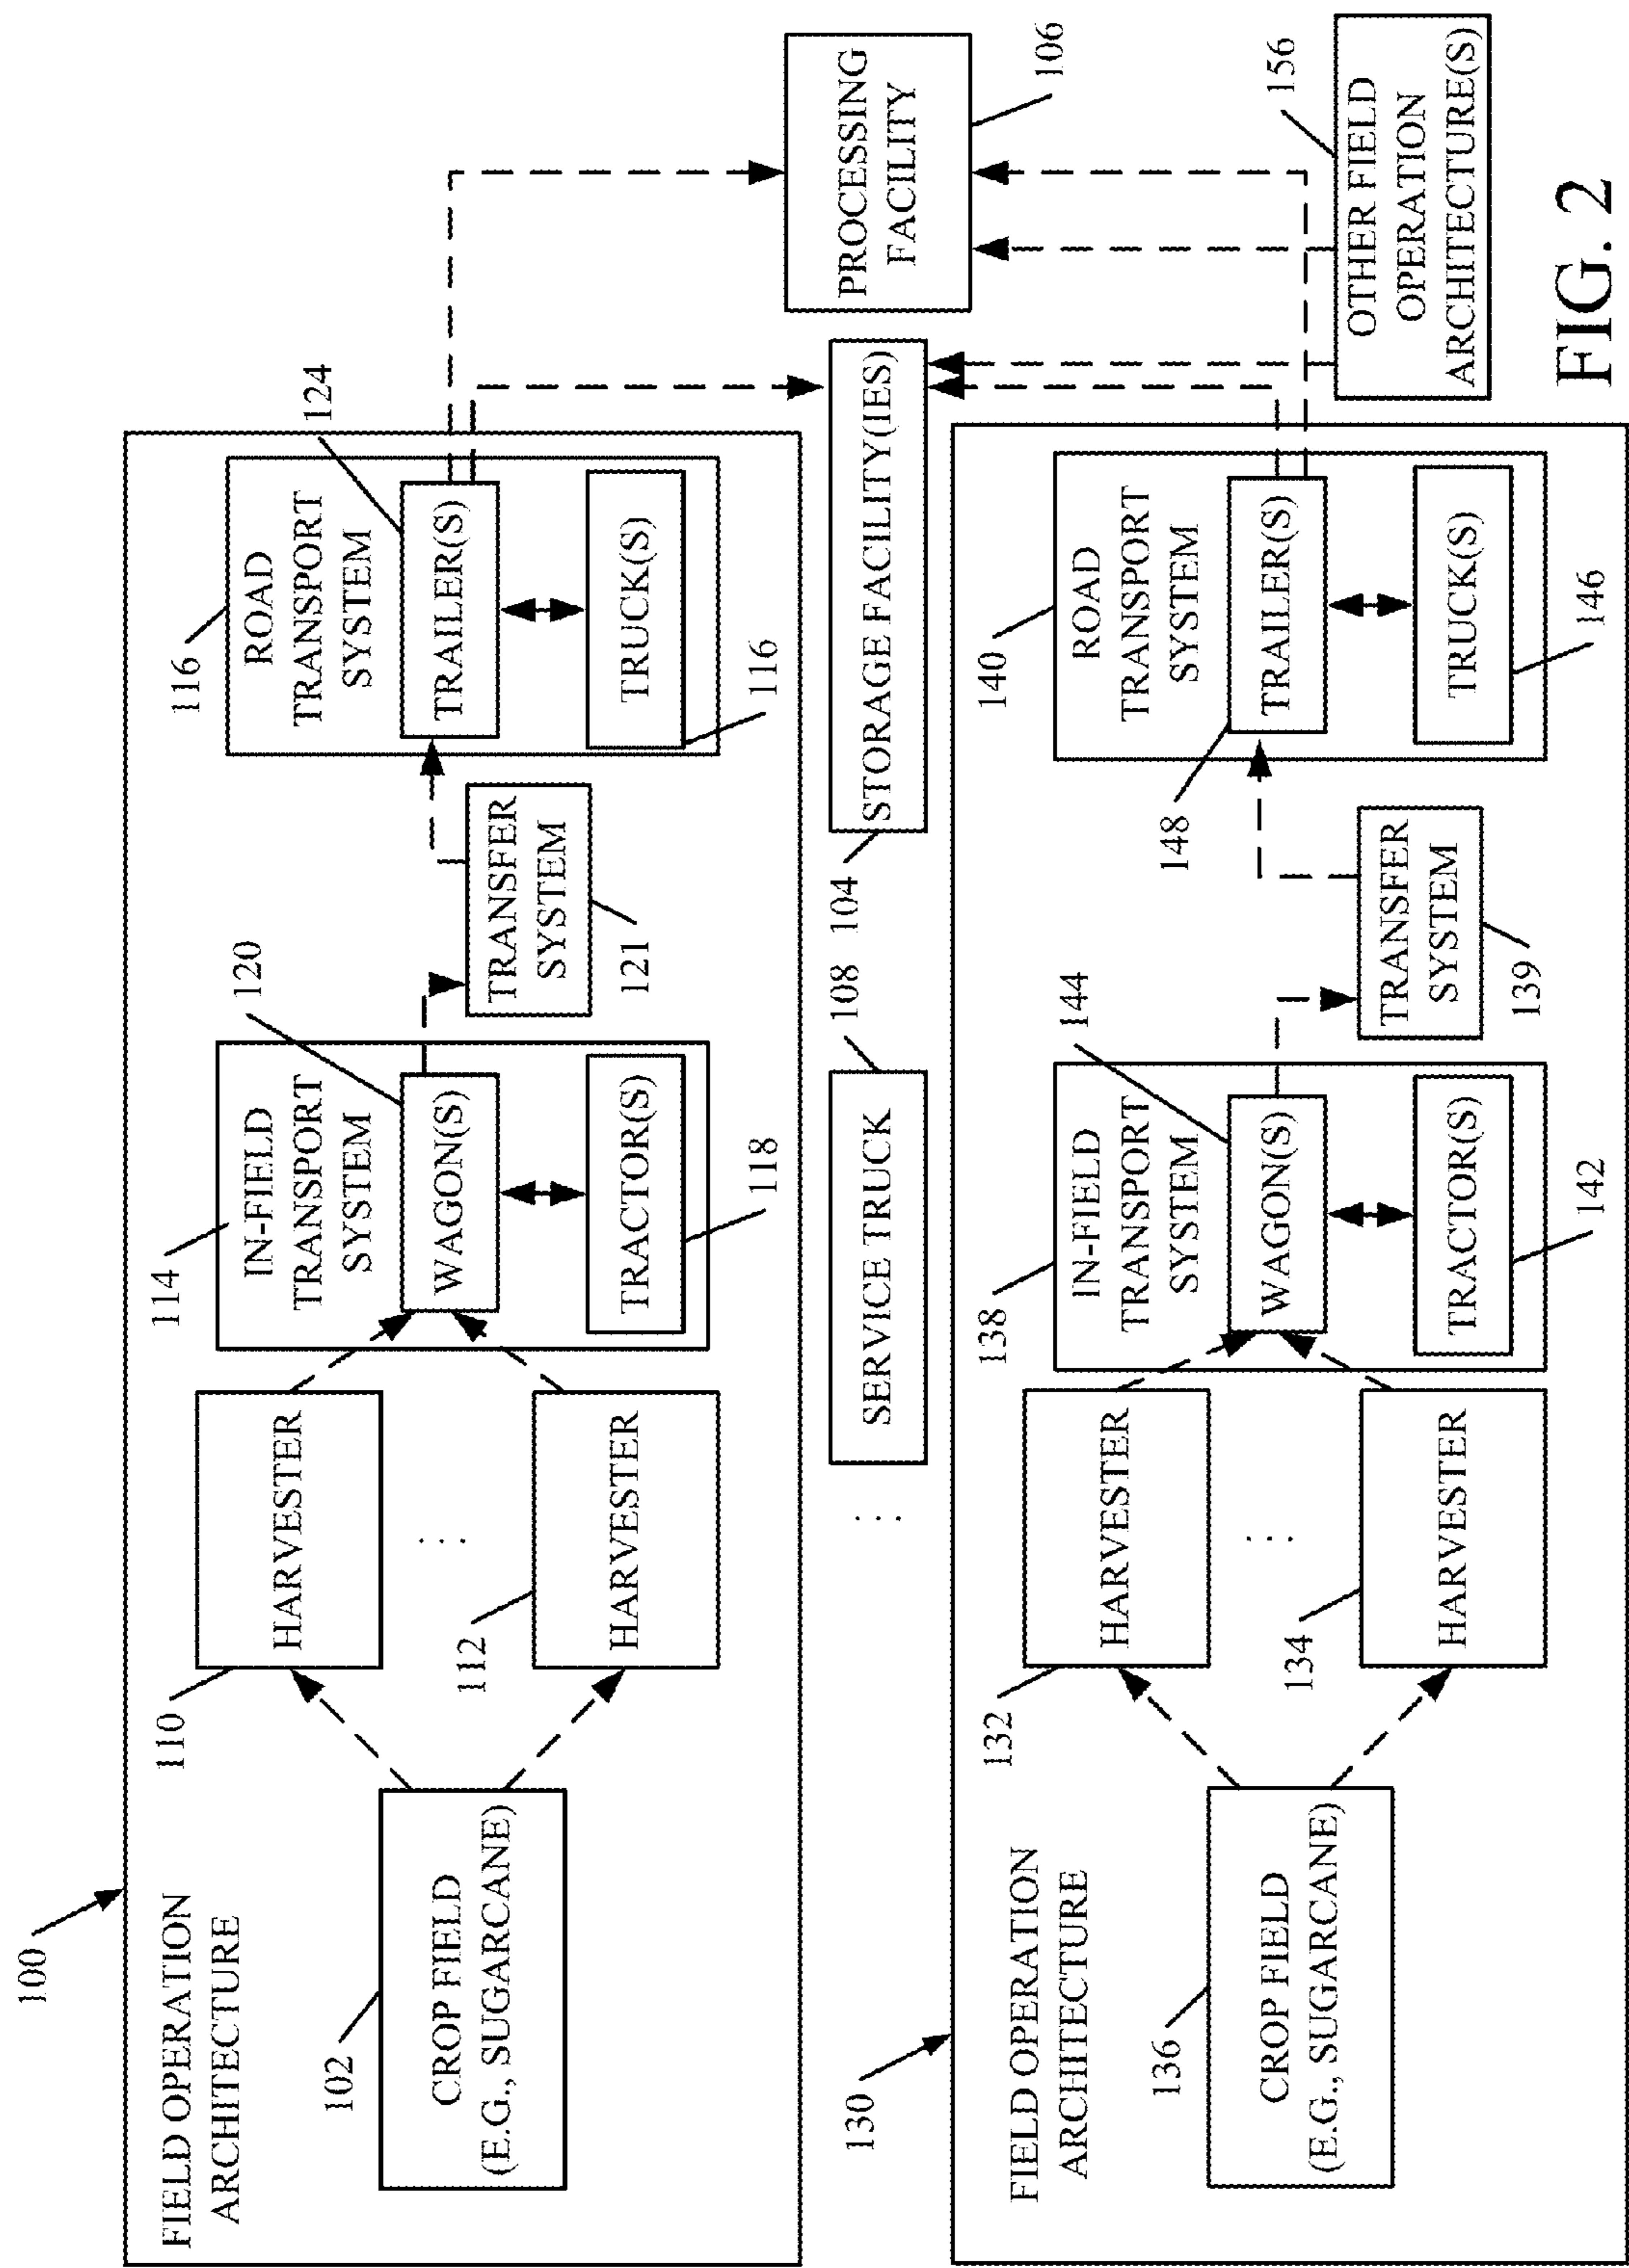 100
FIELD OPERATION
ARCHITECTURE
102
CROP FIELD
(E.G., SUGARCANE)
110
HARVESTER
⋮
112
HARVESTER
114
IN-FIELD
TRANSPORT
SYSTEM
120
WAGON(S)
TRACTOR(S)
118
TRANSFER
SYSTEM
121
116
ROAD
TRANSPORT
SYSTEM
124
TRAILER(S)
TRUCK(S)
116
⋮
SERVICE TRUCK
108
STORAGE FACILITY(IES)
104
PROCESSING
FACILITY
106
130
FIELD OPERATION
ARCHITECTURE
136
CROP FIELD
(E.G., SUGARCANE)
132
HARVESTER
⋮
134
HARVESTER
138
IN-FIELD
TRANSPORT
SYSTEM
144
WAGON(S)
TRACTOR(S)
142
TRANSFER
SYSTEM
139
140
ROAD
TRANSPORT
SYSTEM
148
TRAILER(S)
TRUCK(S)
146
156
OTHER FIELD
OPERATION
ARCHITECTURE(S)
FIG. 2